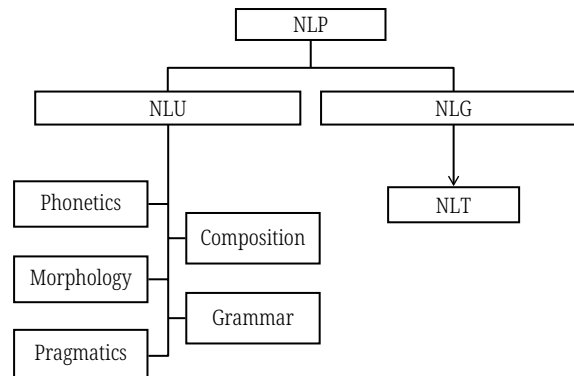 NLP
NLU
NLG
Phonetics
NLT
Composition
Morphology
Grammar
Pragmatics